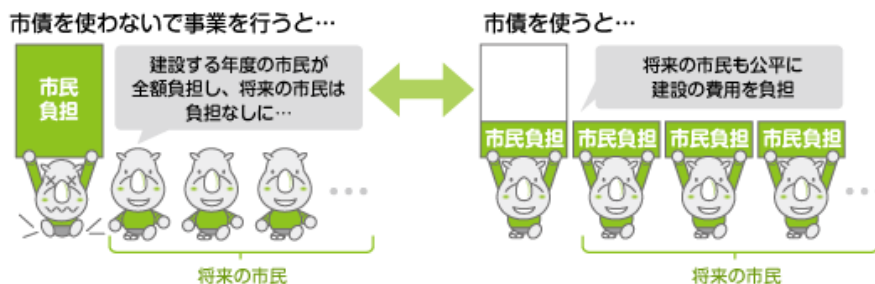 市債を使わないで事業を行うと…
市民
負担
建設する年度の市民が
全額負担し、将来の市民は
負担なしに…
将来の市民
市債を使うと…
将来の市民も公平に
建設の費用を負担
市民負担
市民負担
市民負担
市民負担
将来の市民